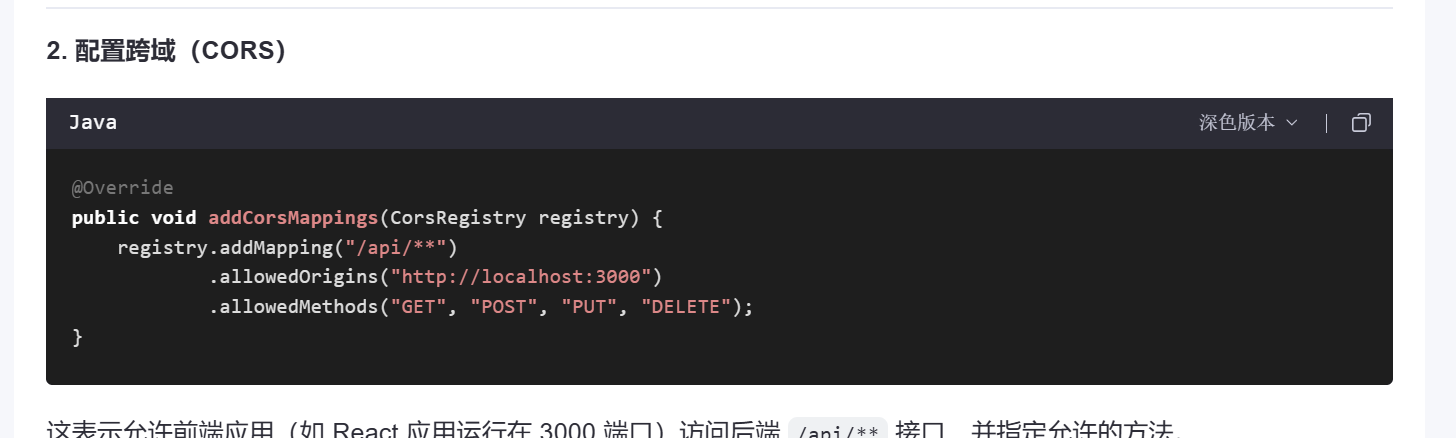 2. 配置跨域（CORS）
Java
深色版本
@Override
public void addCorsMappings(CorsRegistry registry) {
    registry.addMapping("/api/**")
            .allowedOrigins("http://localhost:3000")
            .allowedMethods("GET", "POST", "PUT", "DELETE");
}
这表示允许前端应用（如 React 应用运行在 3000 端口）访问后端 /api/** 接口，并指定允许的方法。